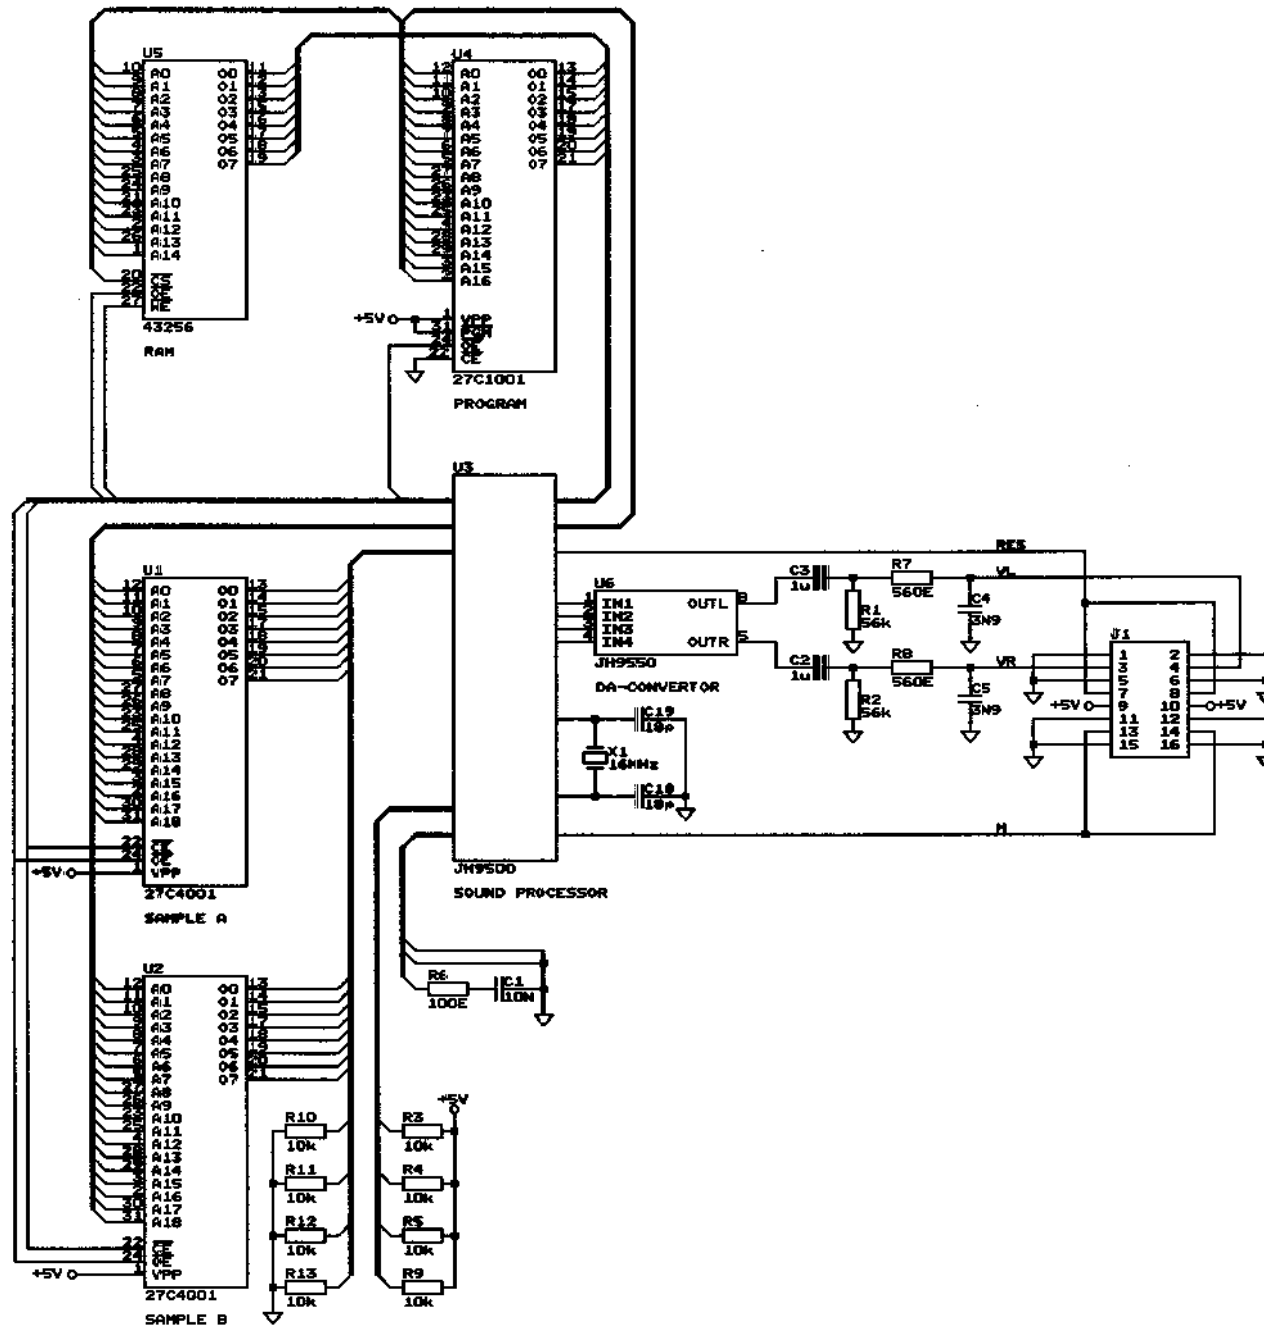 U5
U4
A0 O0
A1 O1
A2 O2
A3 O3
A4 O4
A5 O5
A6 O6
A7 O7
A8
A9
A10
A11
A12
A13
A14
20
43256
RAM
A0 O0
A1 O1
A2 O2
A3 O3
A4 O4
A5 O5
A6 O6
A7 O7
A8
A9
A10
A11
A12
A13
A14
A15
A16
+5V
VPP
22
27C1001
PROGRAM
U3
JH9500
SOUND PROCESSOR
U1
A0 O0
A1 O1
A2 O2
A3 O3
A4 O4
A5 O5
A6 O6
A7 O7
A8
A9
A10
A11
A12
A13
A14
A15
A16
A17
A18
22
+5V
VPP
27C4001
SAMPLE A
U6
IN1 OUTL 8
IN2
IN3
IN4 OUTR 5
JH9550
DA-CONVERTOR
C3
1u
R7
560E
R1
56k
C4
3N9
C2
1u
R8
560E
R2
56k
C5
3N9
RES
VL
VR
J1
1 2
3 4
5 6
7 8
+5V 9 10 +5V
11 12
13 14
15 16
M
C19
18p
X1
16MHz
C18
18p
R6
100E
C1
10N
U2
A0 O0
A1 O1
A2 O2
A3 O3
A4 O4
A5 O5
A6 O6
A7 O7
A8
A9
A10
A11
A12
A13
A14
A15
A16
A17
A18
22
+5V
VPP
27C4001
SAMPLE B
+5V
R10
10k
R3
10k
R11
10k
R4
10k
R12
10k
R5
10k
R13
10k
R9
10k